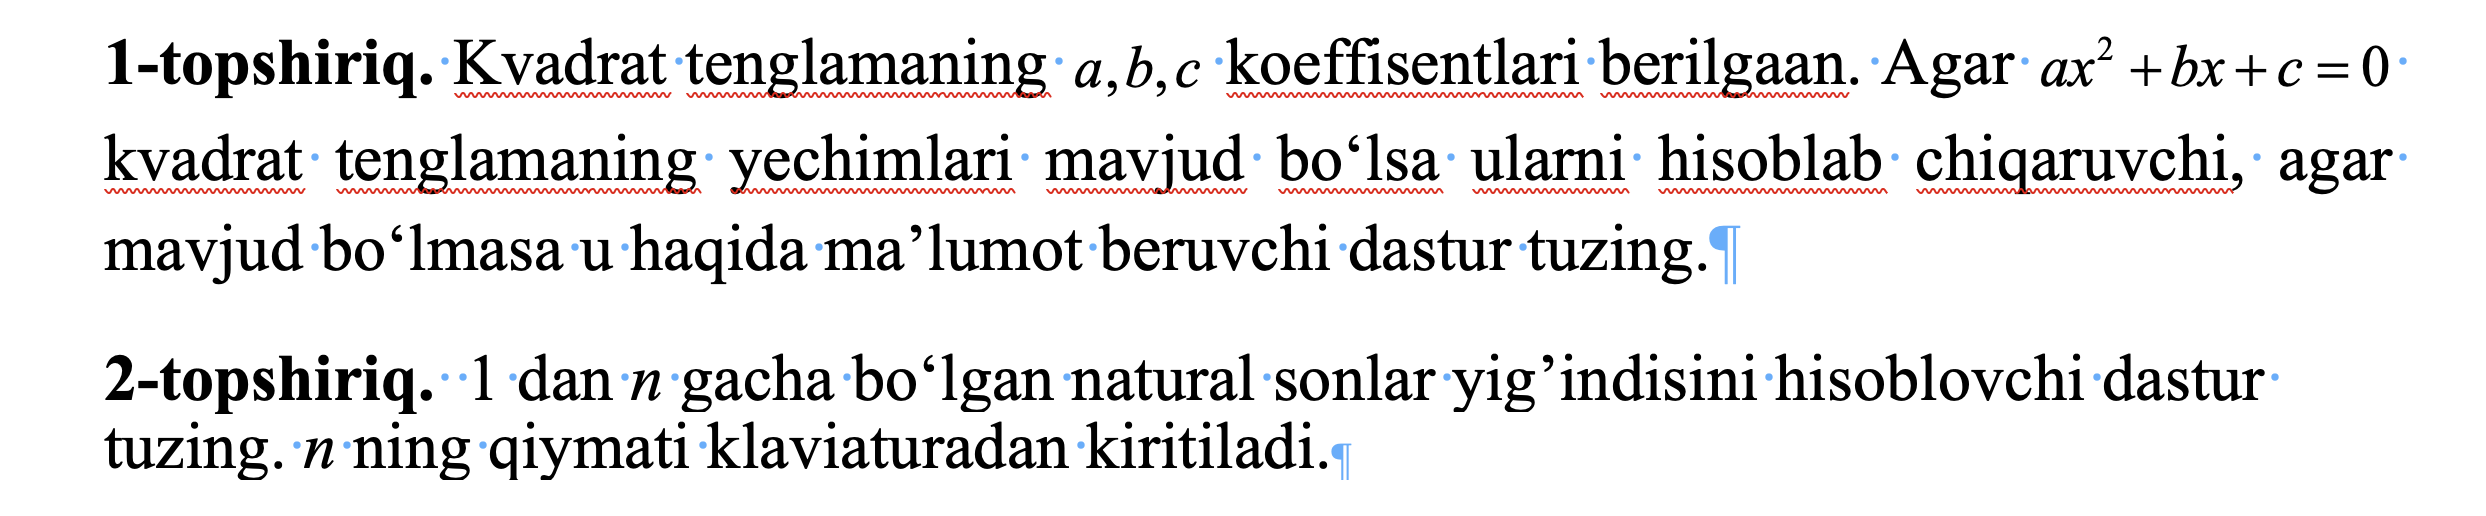 1-topshiriq. Kvadrat tenglamaning a,b,c koeffisentlari berilgaan. Agar ax² + bx + c = 0
kvadrat tenglamaning yechimlari mavjud bo‘lsa ularni hisoblab chiqaruvchi, agar
mavjud bo‘lmasa u haqida ma’lumot beruvchi dastur tuzing.¶
2-topshiriq. 1 dan n gacha bo‘lgan natural sonlar yig’indisini hisoblovchi dastur
tuzing. n ning qiymati klaviaturadan kiritiladi.¶